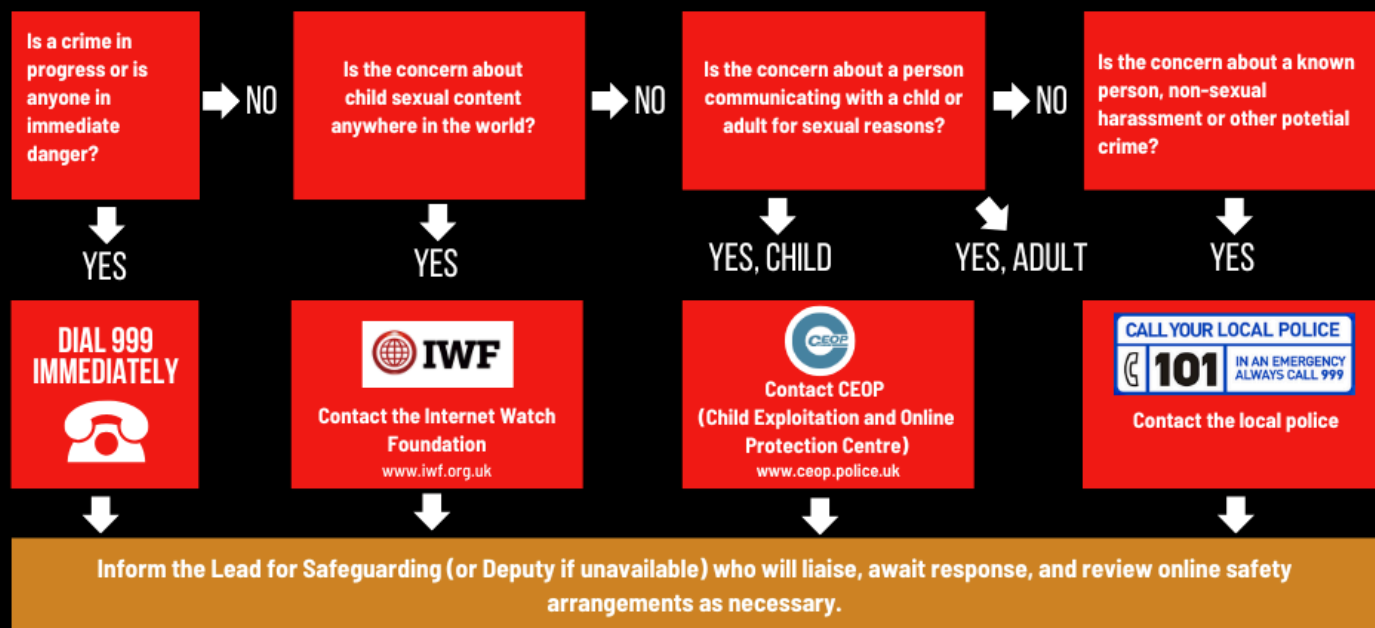 Is a crime in
progress or is
anyone in
immediate
danger?
NO
Is the concern about
child sexual content
anywhere in the world?
NO
Is the concern about a person
communicating with a chld or
adult for sexual reasons?
NO
Is the concern about a known
person, non-sexual
harassment or other potetial
crime?
YES
YES
YES, CHILD
YES, ADULT
YES
DIAL 999
IMMEDIATELY
IWF
Contact the Internet Watch
Foundation
www.iwf.org.uk
CEOP
Contact CEOP
(Child Exploitation and Online
Protection Centre)
www.ceop.police.uk
CALL YOUR LOCAL POLICE
101
IN AN EMERGENCY
ALWAYS CALL 999
Contact the local police
Inform the Lead for Safeguarding (or Deputy if unavailable) who will liaise, await response, and review online safety
arrangements as necessary.